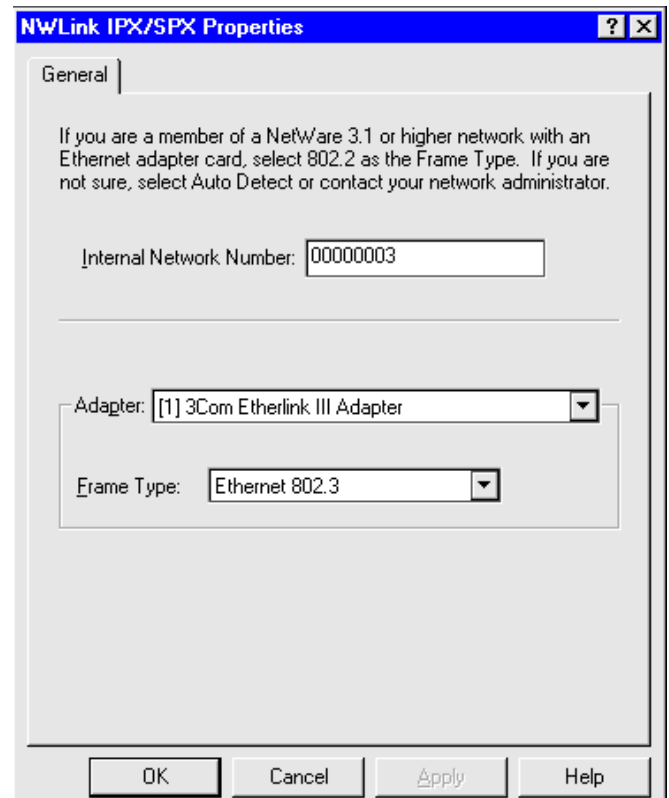 NWLink IPX/SPX Properties ? X
General
If you are a member of a NetWare 3.1 or higher network with an
Ethernet adapter card, select 802.2 as the Frame Type. If you are
not sure, select Auto Detect or contact your network administrator.
Internal Network Number: 00000003
Adapter: [1] 3Com Etherlink III Adapter
Frame Type: Ethernet 802.3
OK Cancel Apply Help